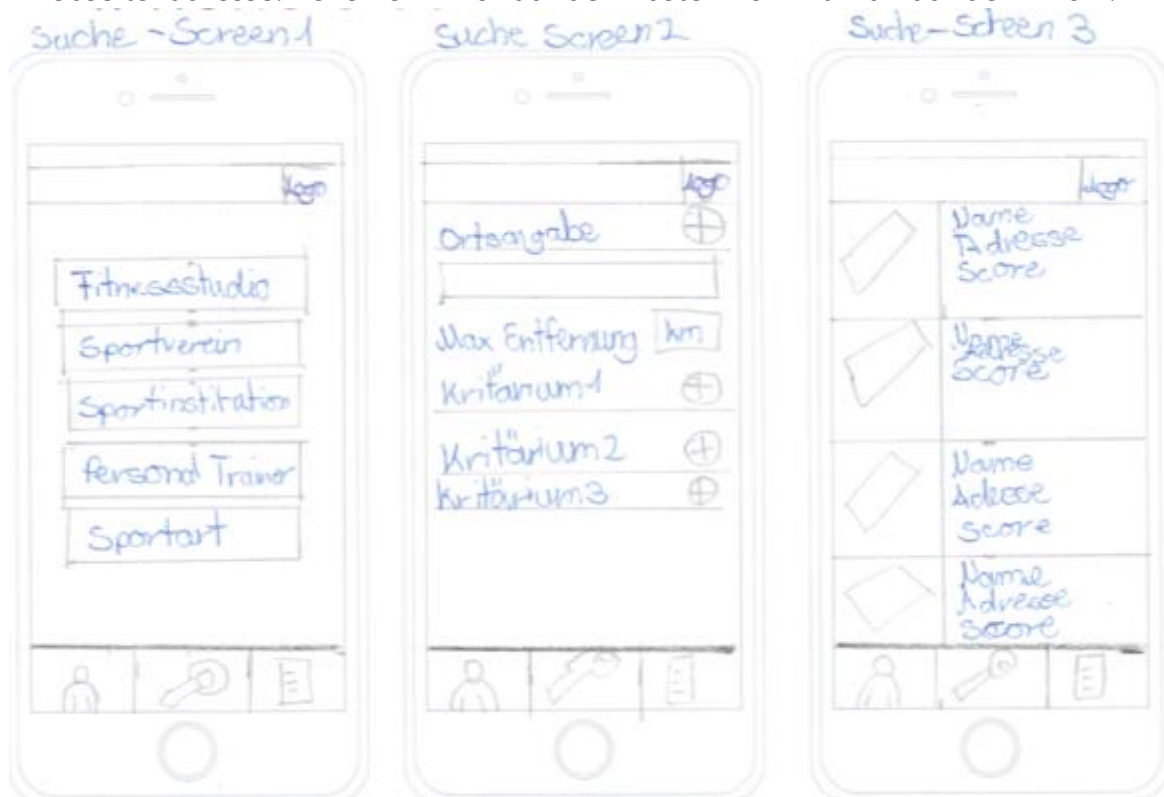 Suche - Screen 1
Logo
Fitnessstudio
Sportverein
Sportinstitation
Personal Trainer
Sportart
Suche Screen 2
Logo
Ortsangabe
Max Entfernung km
Kritärium 1
Kritärium 2
Kritärium 3
Suche - Screen 3
Logo
Name
Adresse
Score
Name
Adresse
Score
Name
Adresse
Score
Name
Adresse
Score